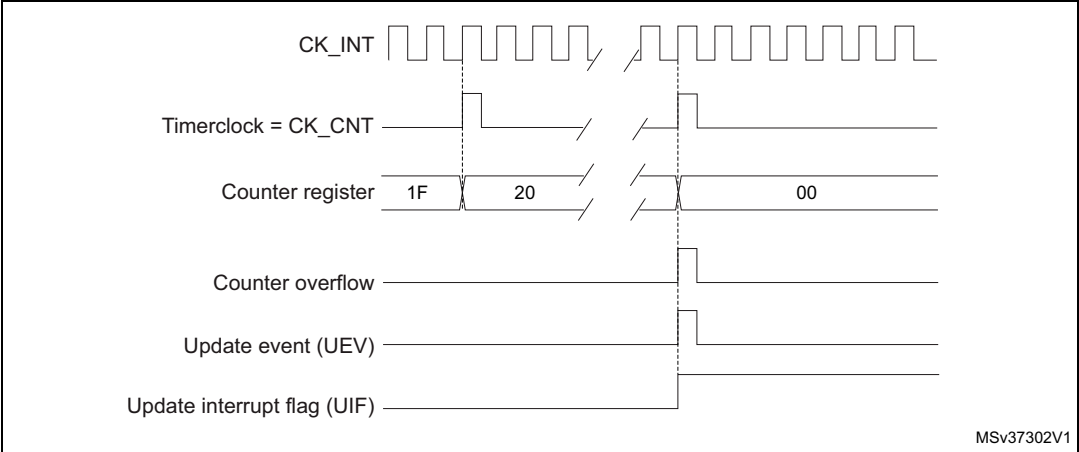 CK_INT
Timerclock = CK_CNT
Counter register 1F 20 00
Counter overflow
Update event (UEV)
Update interrupt flag (UIF)
MSv37302V1